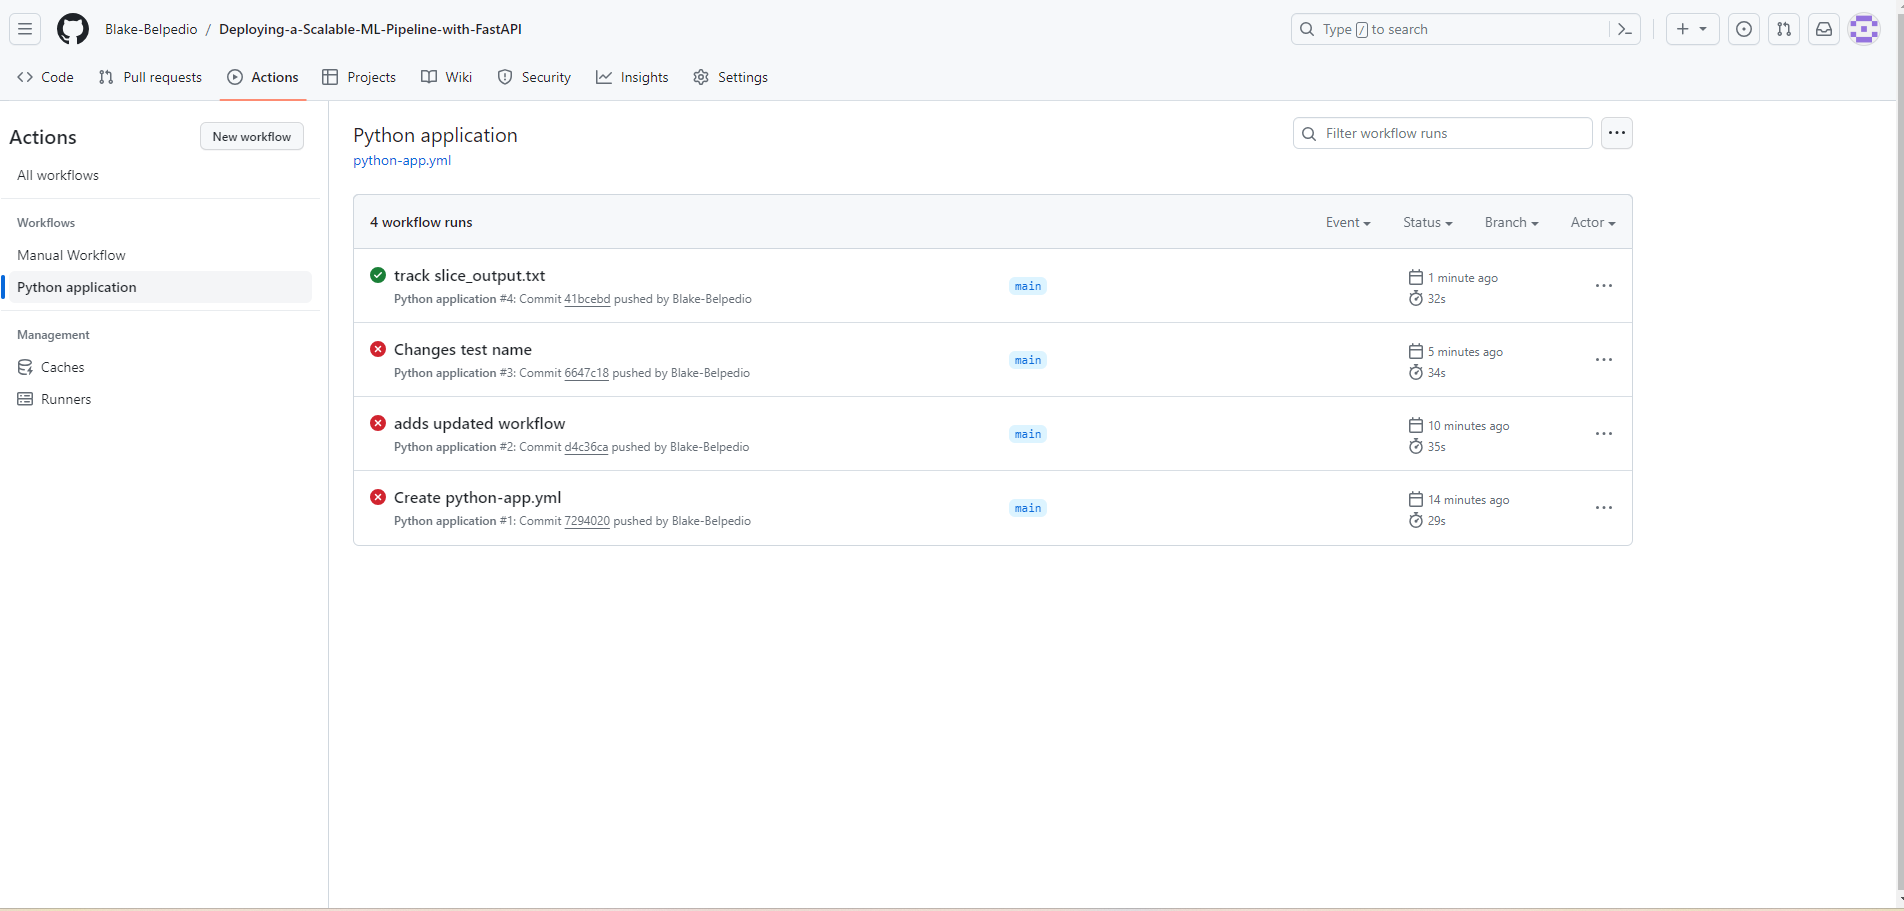 Blake-Belpedio / Deploying-a-Scalable-ML-Pipeline-with-FastAPI
Type / to search
Code Pull requests Actions Projects Wiki Security Insights Settings
Actions
New workflow
All workflows
Workflows
Manual Workflow
Python application
Management
Caches
Runners
Python application
python-app.yml
Filter workflow runs
4 workflow runs
Event Status Branch Actor
track slice_output.txt
Python application #4: Commit 41bcebd pushed by Blake-Belpedio
main
1 minute ago
32s
Changes test name
Python application #3: Commit 6647c18 pushed by Blake-Belpedio
main
5 minutes ago
34s
adds updated workflow
Python application #2: Commit d4c36ca pushed by Blake-Belpedio
main
10 minutes ago
35s
Create python-app.yml
Python application #1: Commit 7294020 pushed by Blake-Belpedio
main
14 minutes ago
29s